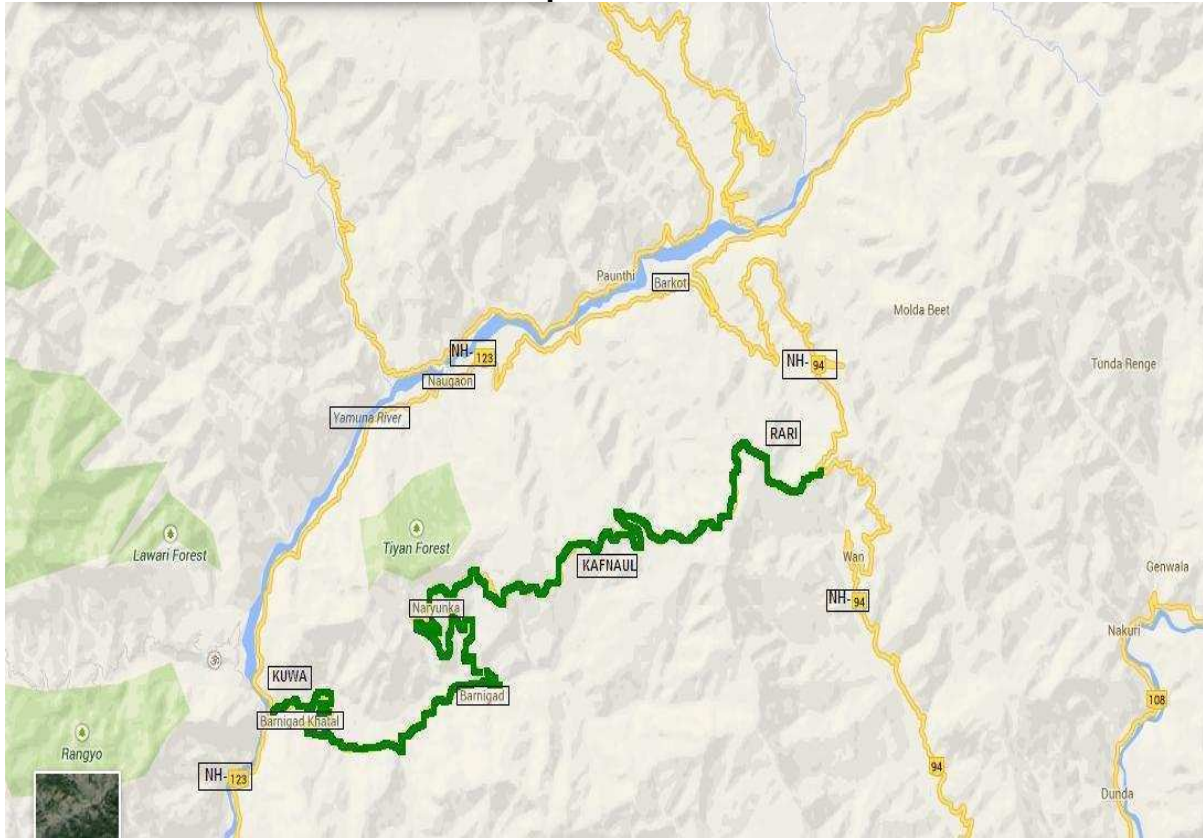 Paunthi
Barkot
Molda Beet
NH- 123
NH- 94
Tunda Renge
Naugaon
Yamuna River
RARI
Lawari Forest
Tiyan Forest
KAFNAUL
Wan
Genwala
Naryunka
NH- 94
Nakuri
KUWA
Barnigad
Barnigad Khatal
108
Rangyo
NH- 123
94
Dunda